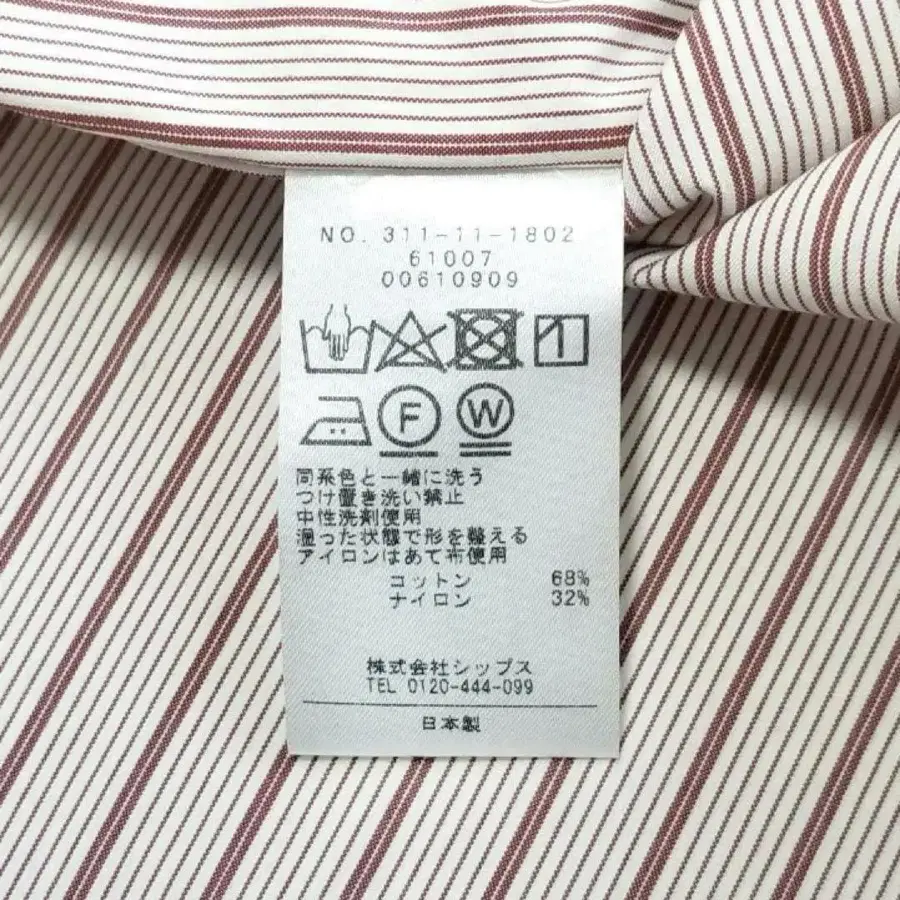 NO. 311-11-1802
61007
00610909
F W
同系色と一緒に洗う
つけ置き洗い禁止
中性洗剤使用
湿った状態で形を整える
アイロンはあて布使用
コットン 68%
ナイロン 32%
株式会社シップス
TEL 0120-444-099
日本製